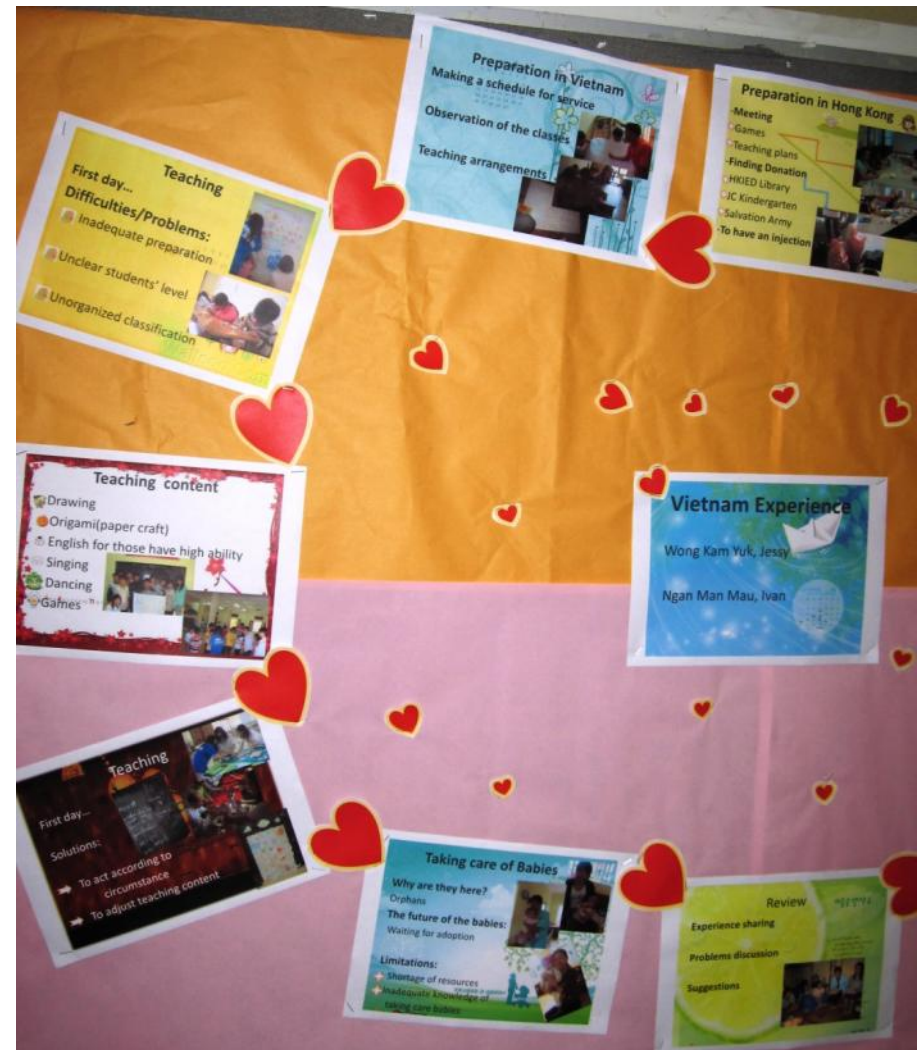 Preparation in Vietnam
Making a schedule for service
Observation of the classes
Teaching arrangements
Preparation in Hong Kong
-Meeting
Games
Teaching plans
-Finding Donation
HKIED Library
JC Kindergarten
Salvation Army
-To have an injection
Teaching
First day...
Difficulties/Problems:
Inadequate preparation
Unclear students' level
Unorganized classification
Teaching content
Drawing
Origami(paper craft)
English for those have high ability
Singing
Dancing
Games
Vietnam Experience
Wong Kam Yuk, Jessy
Ngan Man Mau, Ivan
Teaching
First day...
Solutions:
To act according to
circumstance
To adjust teaching content
Taking care of Babies
Why are they here?
Orphans
The future of the babies:
Waiting for adoption
Limitations:
Shortage of resources
Inadequate knowledge of
taking care babies
Review
Experience sharing
Problems discussion
Suggestions